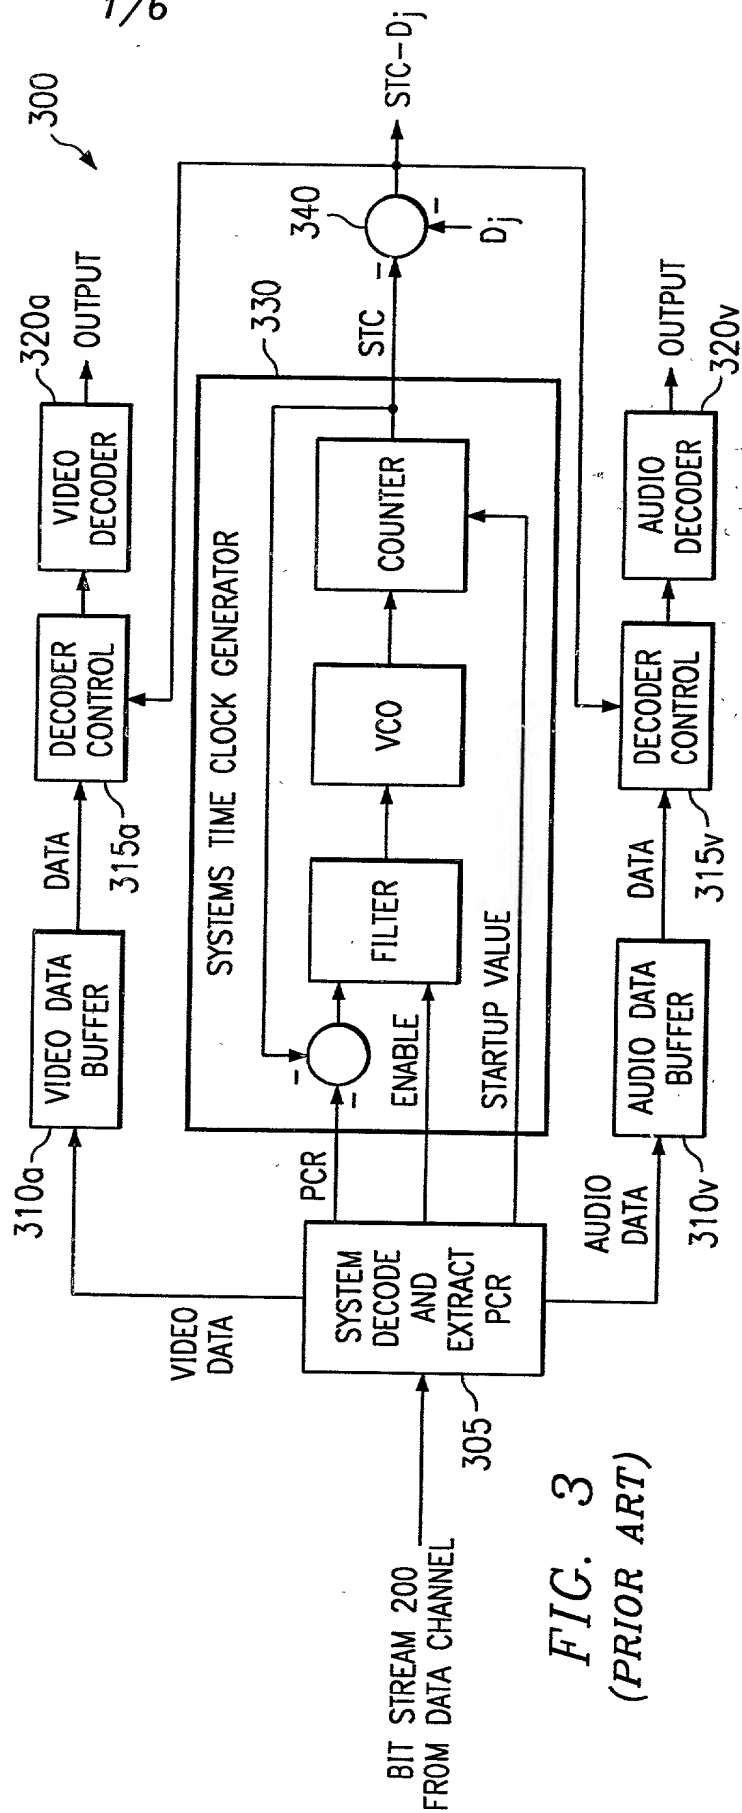 1/6
300
VIDEO DATA
BUFFER
310a
DATA
DECODER
CONTROL
315a
VIDEO
DECODER
320a
OUTPUT
VIDEO
DATA
BIT STREAM 200
FROM DATA CHANNEL
SYSTEM
DECODE
AND
EXTRACT
PCR
305
SYSTEMS TIME CLOCK GENERATOR
330
PCR
-
-
ENABLE
STARTUP VALUE
FILTER
VCO
COUNTER
STC
340
-
-
Dj
STC-Dj
AUDIO
DATA
AUDIO DATA
BUFFER
310v
DATA
DECODER
CONTROL
315v
AUDIO
DECODER
320v
OUTPUT
FIG. 3
(PRIOR ART)